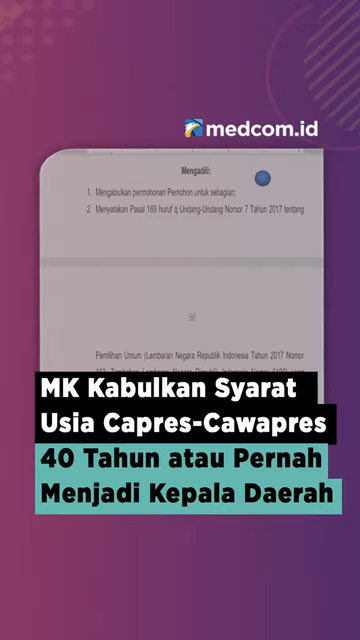 medcom.id
Mengadili:
1. Mengabulkan permohonan Pemohon untuk sebagian;
2. Menyatakan Pasal 169 huruf q Undang-Undang Nomor 7 Tahun 2017 tentang
58
Pemilihan Umum (Lembaran Negara Republik Indonesia Tahun 2017 Nomor
MK Kabulkan Syarat
Usia Capres-Cawapres
40 Tahun atau Pernah
Menjadi Kepala Daerah